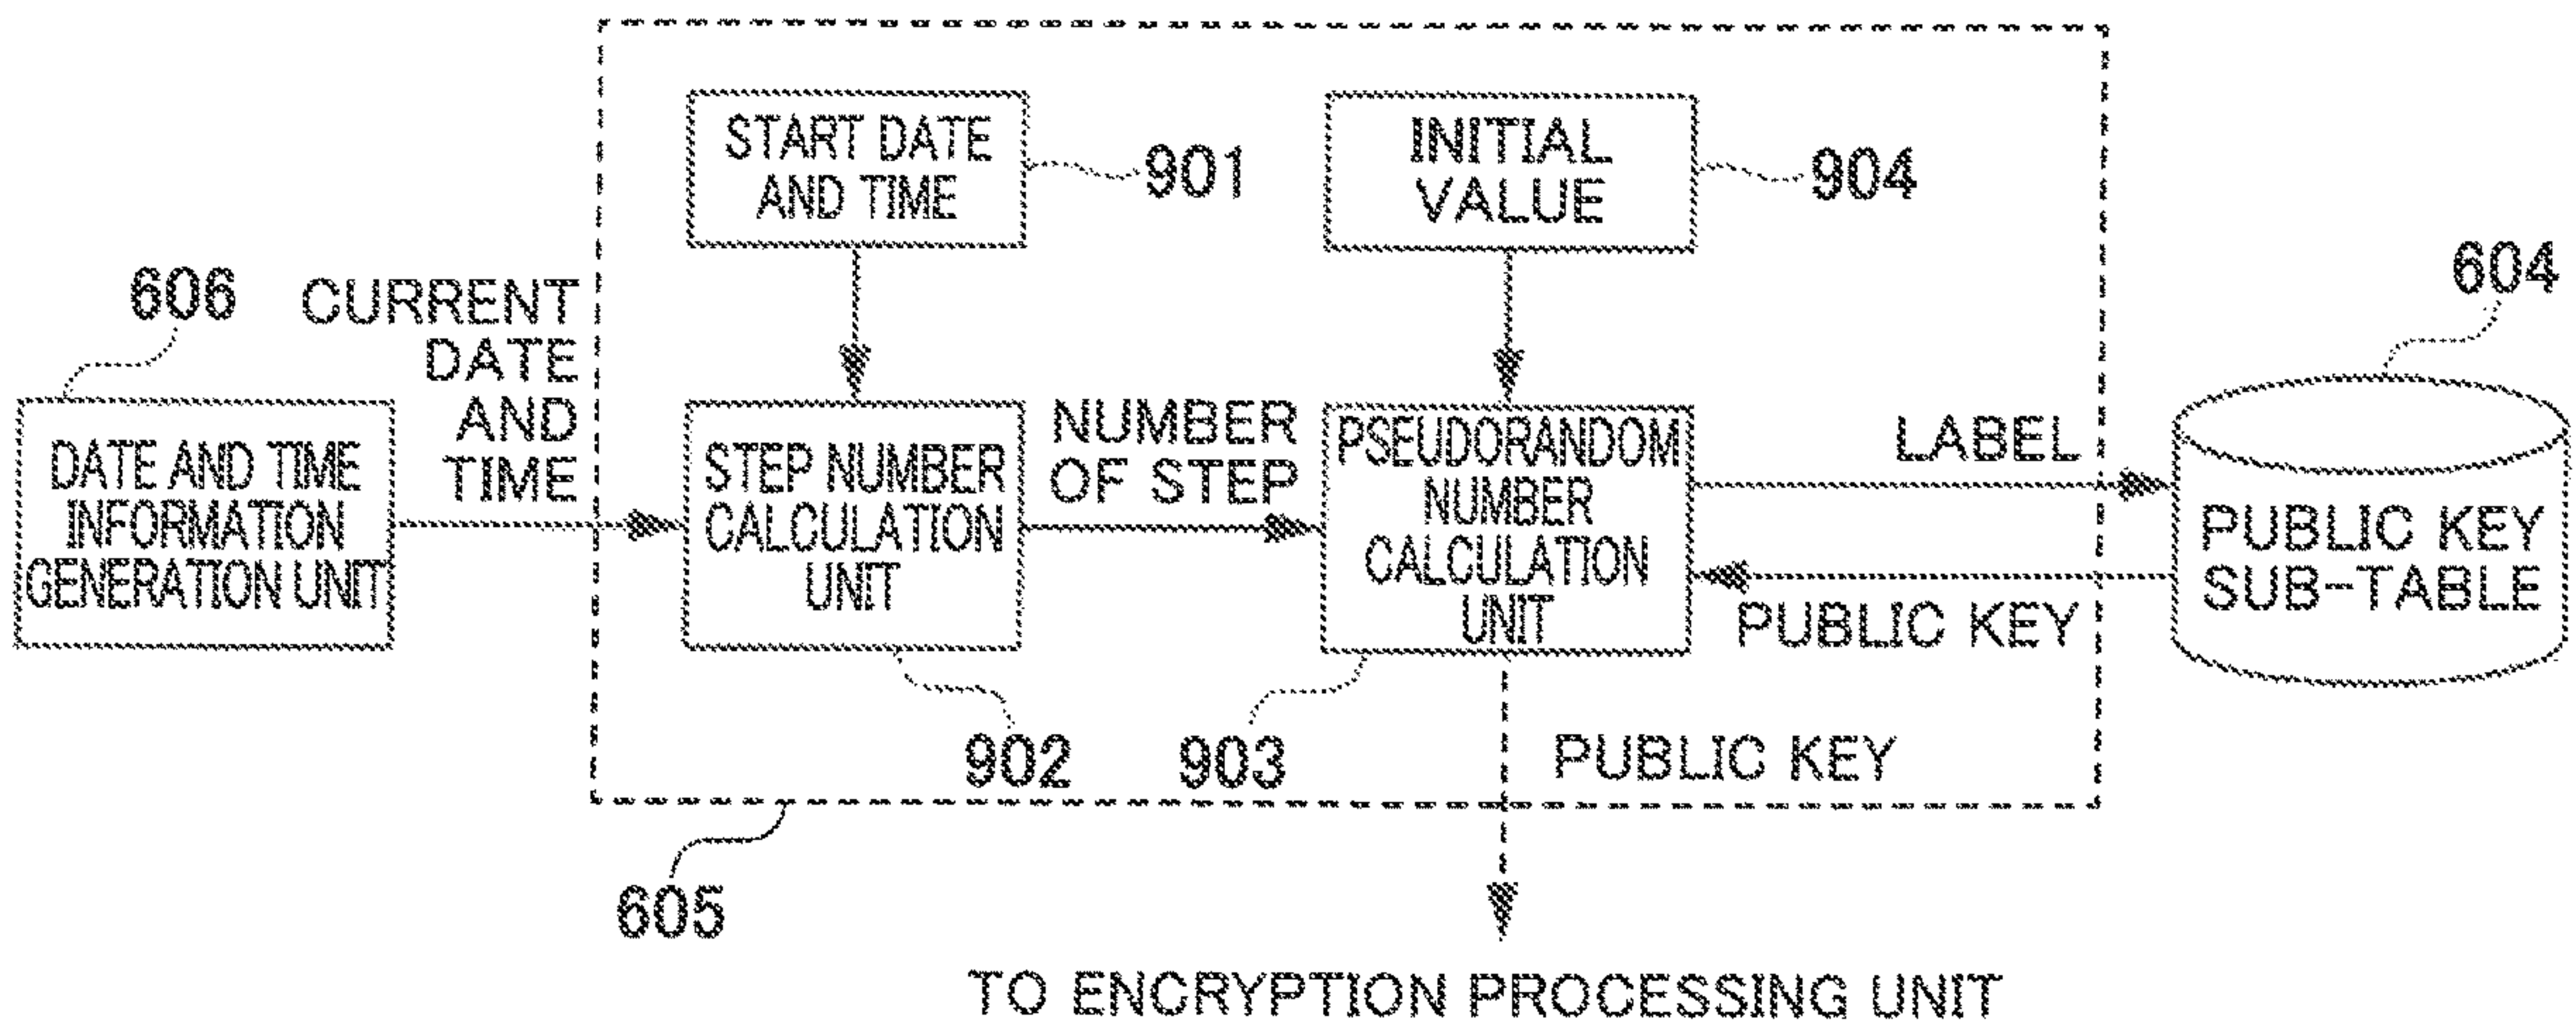 START DATE
AND TIME
901
INITIAL
VALUE
904
606
CURRENT
DATE
AND
TIME
604
DATE AND TIME
INFORMATION
GENERATION UNIT
STEP NUMBER
CALCULATION
UNIT
NUMBER
OF STEP
PSEUDORANDOM
NUMBER
CALCULATION
UNIT
LABEL
PUBLIC KEY
PUBLIC KEY
SUB-TABLE
902
903
PUBLIC KEY
605
TO ENCRYPTION PROCESSING UNIT